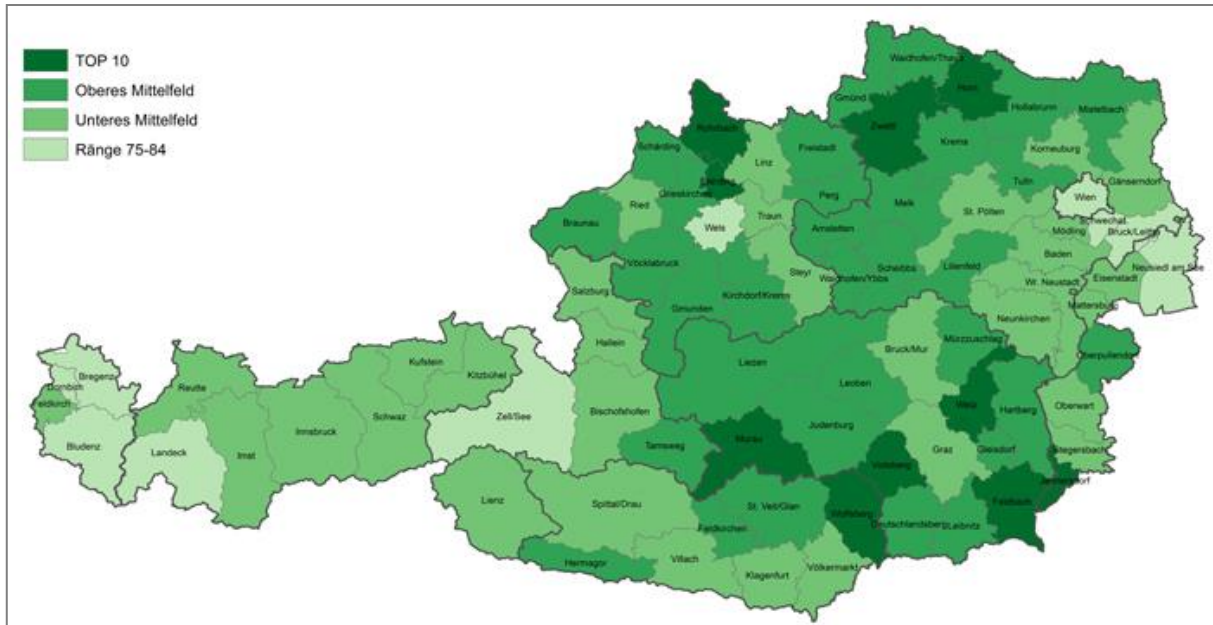 TOP 10
Oberes Mittelfeld
Unteres Mittelfeld
Ränge 75-84
Waidhofen/Thaya
Horn
Gmünd
Hollabrunn
Mistelbach
Zwettl
Rohrbach
Krems
Korneuburg
Schärding
Freistadt
Linz
Gänserndorf
Tulln
Eferding
Grieskirchen
Perg
Wien
Melk
Ried
St. Pölten
Traun
Schwechat
Braunau
Wels
Amstetten
Mödling
Bruck/Leitha
Baden
Vöcklabruck
Steyr
Scheibbs
Lilienfeld
Neusiedl am See
Waidhofen/Ybbs
Eisenstadt
Wr. Neustadt
Salzburg
Kirchdorf/Krems
Gmunden
Mattersburg
Neunkirchen
Hallein
Mürzzuschlag
Bruck/Mur
Oberpullendorf
Kufstein
Liezen
Bregenz
Kitzbühel
Leoben
Dornbirn
Reutte
Feldkirch
Weiz
Hartberg
Oberwart
Bischofshofen
Schwaz
Zell/See
Judenburg
Innsbruck
Murau
Tamsweg
Graz
Gleisdorf
Stegersbach
Bludenz
Landeck
Imst
Voitsberg
Jennersdorf
Lienz
Spittal/Drau
St. Veit/Glan
Feldbach
Wolfsberg
Feldkirchen
Deutschlandsberg
Leibnitz
Villach
Hermagor
Völkermarkt
Klagenfurt